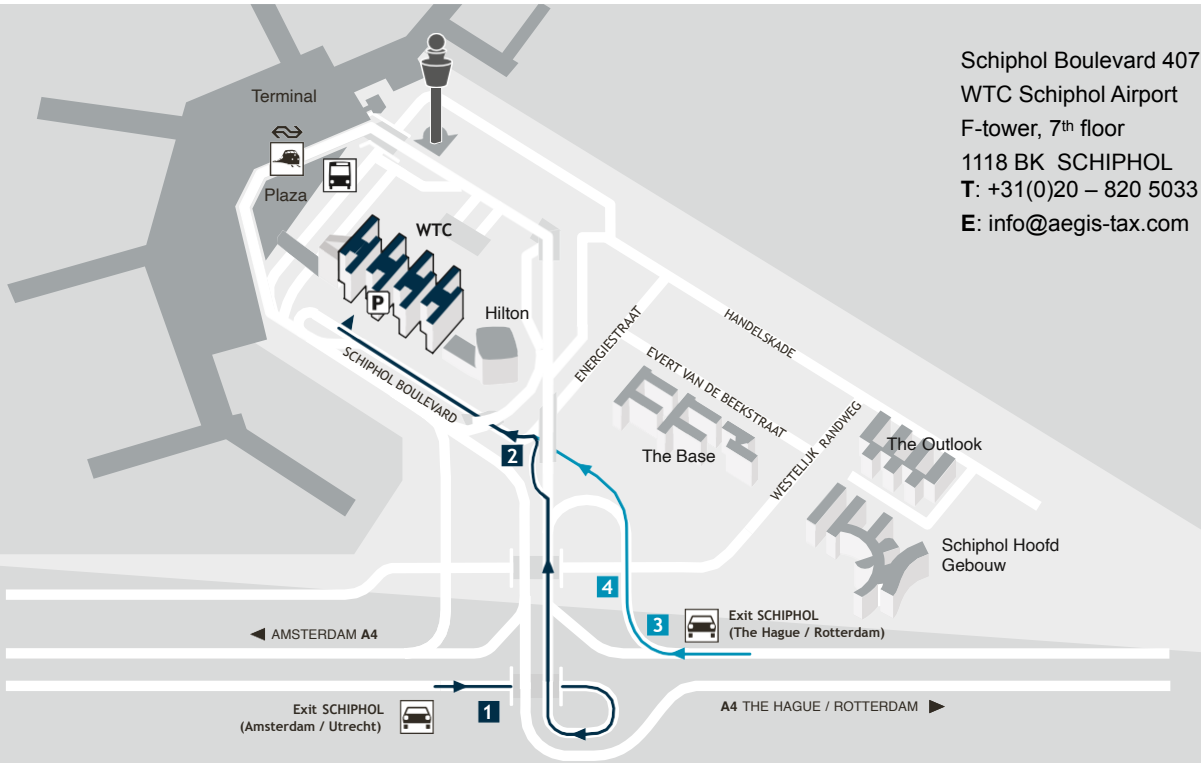 Schiphol Boulevard 407
WTC Schiphol Airport
F-tower, 7th floor
1118 BK SCHIPHOL
T: +31(0)20 – 820 5033
E: info@aegis-tax.com
Terminal
Plaza
WTC
P
Hilton
SCHIPHOL BOULEVARD
ENERGIESTRAAT
HANDELSKADE
EVERT VAN DE BEEKSTRAAT
WESTELIJK RANDWEG
The Base
The Outlook
Schiphol Hoofd
Gebouw
2
4
3
Exit SCHIPHOL
(The Hague / Rotterdam)
AMSTERDAM A4
1
Exit SCHIPHOL
(Amsterdam / Utrecht)
A4 THE HAGUE / ROTTERDAM